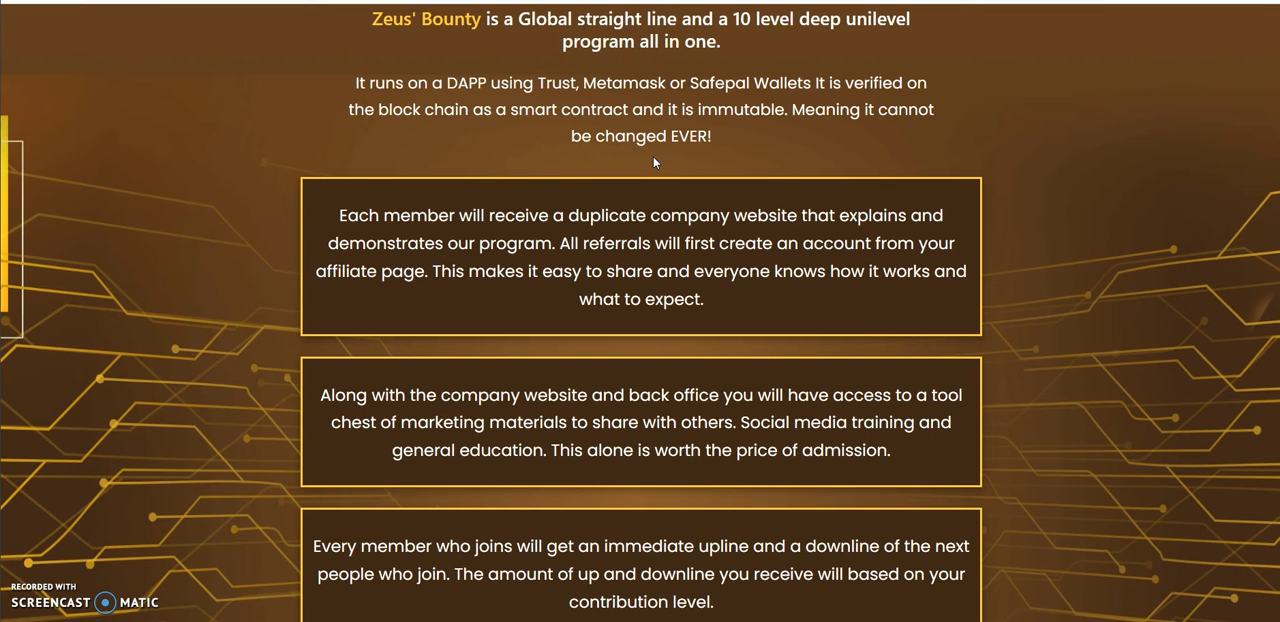 Zeus' Bounty is a Global straight line and a 10 level deep unilevel
program all in one.
It runs on a DAPP using Trust, Metamask or Safepal Wallets It is verified on
the block chain as a smart contract and it is immutable. Meaning it cannot
be changed EVER!
Each member will receive a duplicate company website that explains and
demonstrates our program. All referrals will first create an account from your
affiliate page. This makes it easy to share and everyone knows how it works and
what to expect.
Along with the company website and back office you will have access to a tool
chest of marketing materials to share with others. Social media training and
general education. This alone is worth the price of admission.
Every member who joins will get an immediate upline and a downline of the next
people who join. The amount of up and downline you receive will based on your
contribution level.
RECORDED WITH
SCREENCAST MATIC